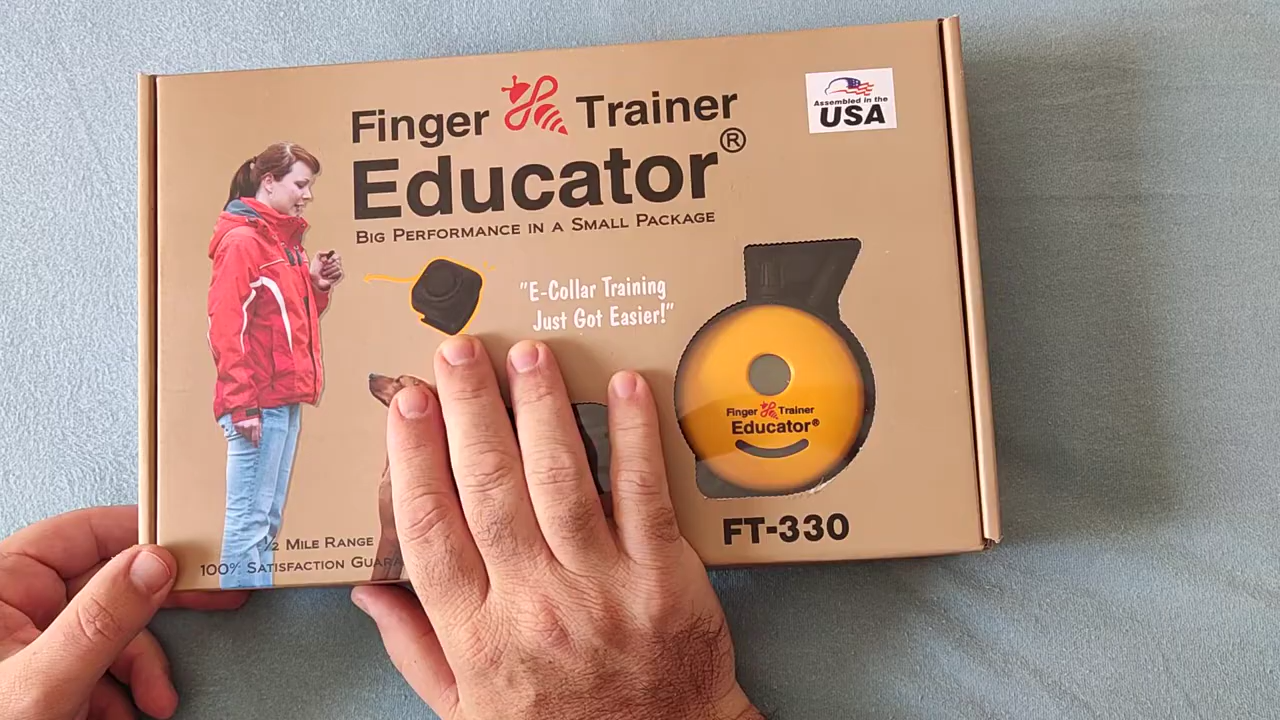 Finger Trainer
Educator®
Big Performance in a Small Package
Assembled in the
USA
"E-Collar Training
Just Got Easier!"
Finger Trainer
Educator®
FT-330
1/2 Mile Range
100% Satisfaction